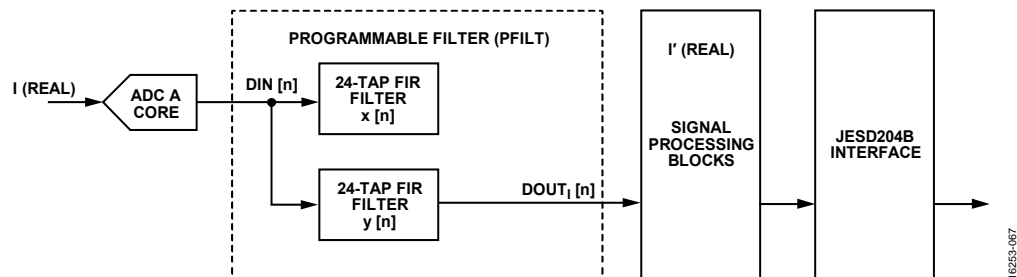 PROGRAMMABLE FILTER (PFILT)
I (REAL)
ADC A
CORE
DIN [n]
24-TAP FIR
FILTER
x [n]
24-TAP FIR
FILTER
y [n]
DOUTI [n]
I′ (REAL)
SIGNAL
PROCESSING
BLOCKS
JESD204B
INTERFACE
16253-067